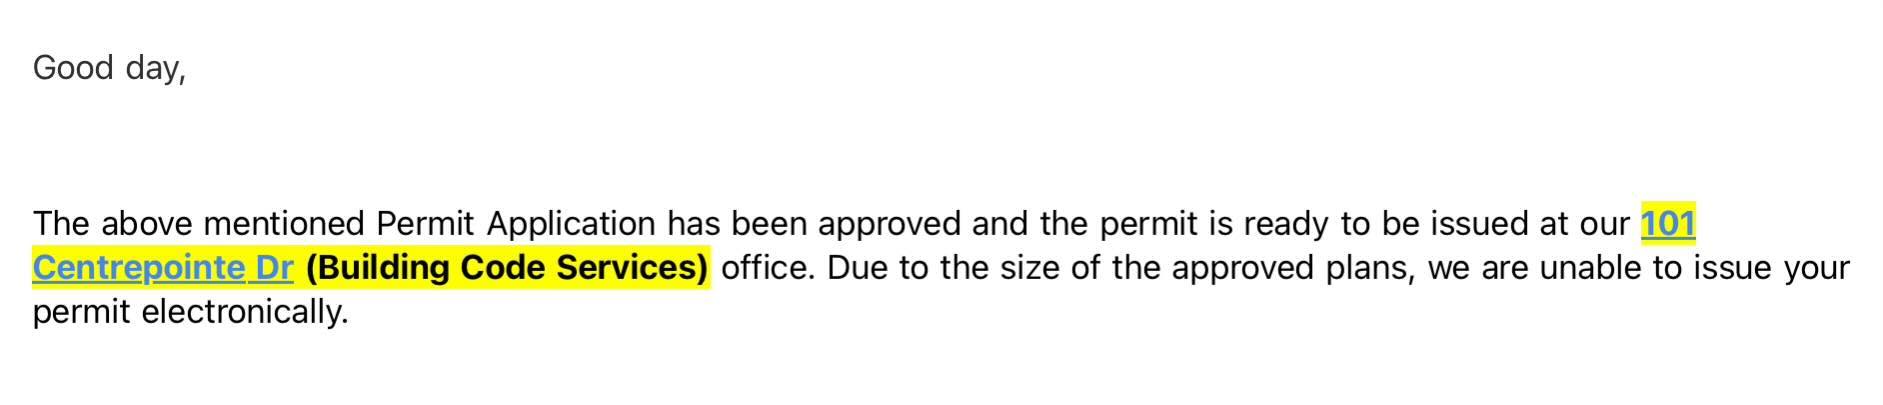 Good day,
The above mentioned Permit Application has been approved and the permit is ready to be issued at our 101
Centrepointe Dr (Building Code Services) office. Due to the size of the approved plans, we are unable to issue your
permit electronically.